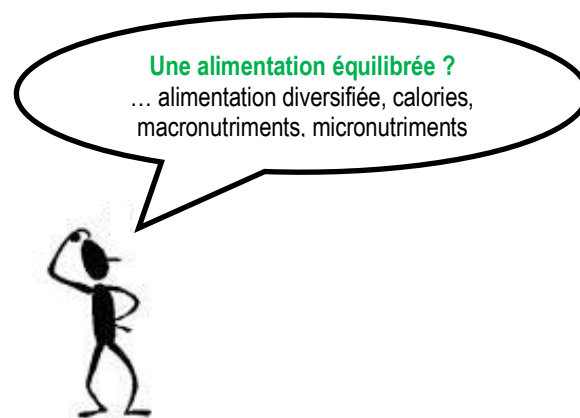 Une alimentation équilibrée ?
… alimentation diversifiée, calories,
macronutriments, micronutriments